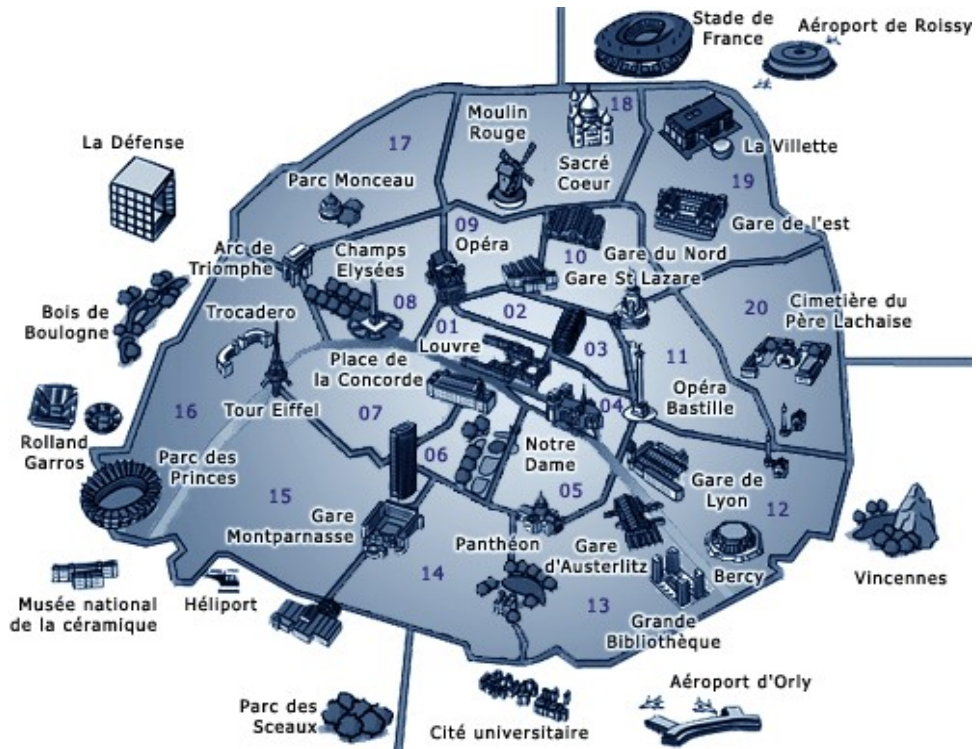 Stade de
France
Aéroport de Roissy
18
Moulin
Rouge
17
La Défense
La Villette
Sacré
Coeur
19
Parc Monceau
09
Opéra
Gare de l'est
Arc de
Triomphe
Champs
Elysées
10
Gare du Nord
Gare St Lazare
08
20
Cimetière du
Père Lachaise
Bois de
Boulogne
Trocadero
02
01
Louvre
03
11
Place de
la Concorde
Opéra
Bastille
16
Tour Eiffel
07
04
Rolland
Garros
Parc des
Princes
06
Notre
Dame
05
Gare de
Lyon
12
15
Gare
Montparnasse
Panthéon
Gare
d'Austerlitz
Bercy
Vincennes
14
13
Musée national
de la céramique
Héliport
Grande
Bibliothèque
Parc des
Sceaux
Cité universitaire
Aéroport d'Orly